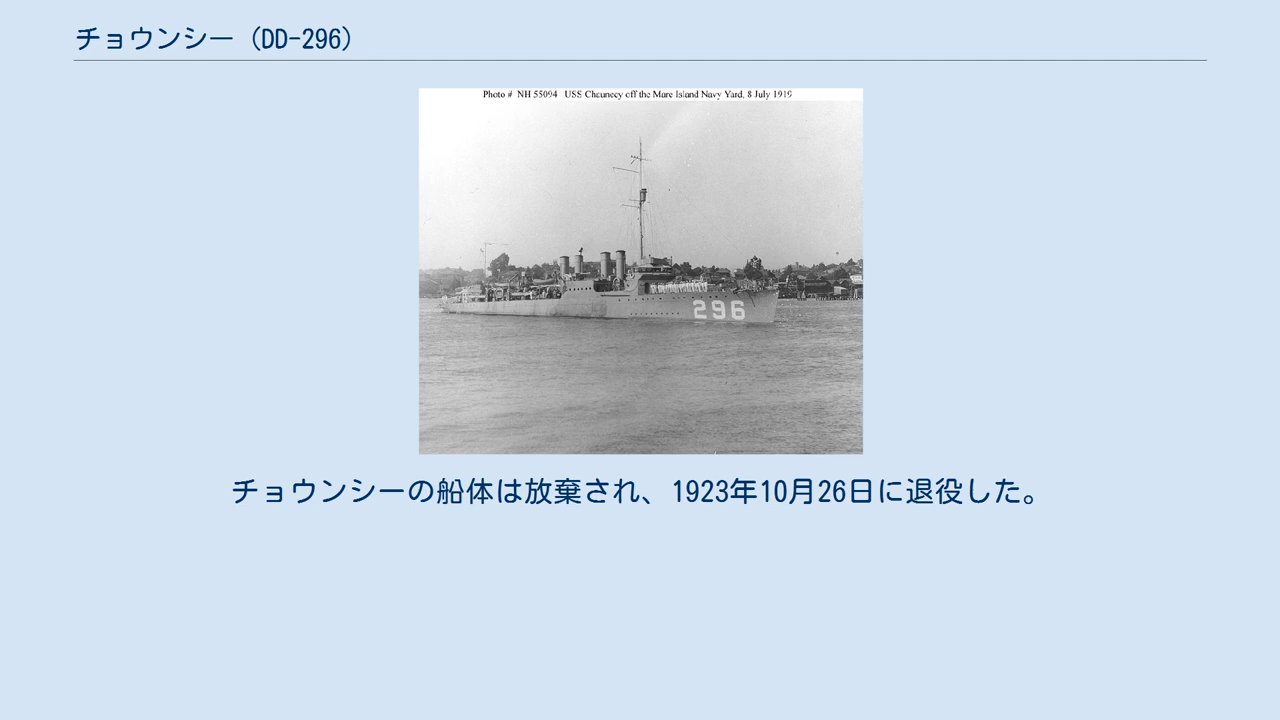 チョウンシー（DD-296）
Photo # NH 55094 USS Chauncey off the Mare Island Navy Yard, 8 July 1919
296
チョウンシーの船体は放棄され、1923年10月26日に退役した。